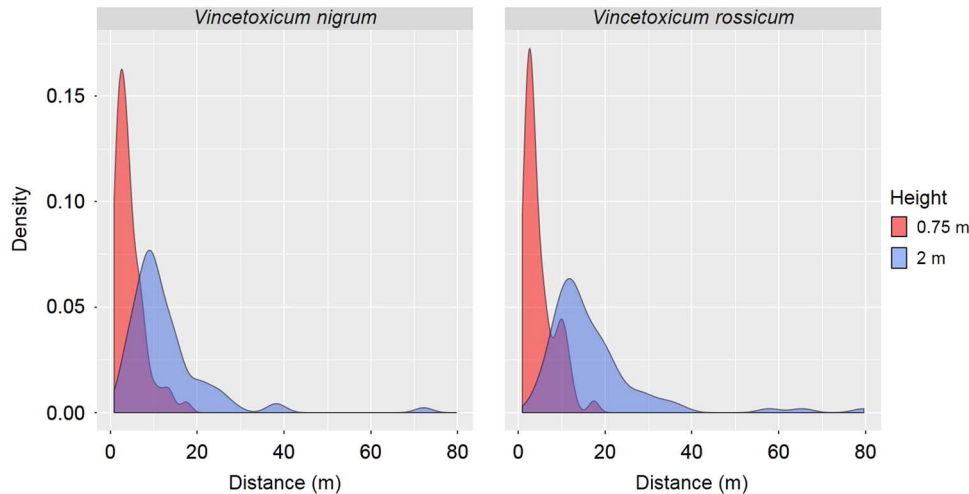 Vincetoxicum nigrum
Vincetoxicum rossicum
0.15
0.10
0.05
0.00
Density
0 20 40 60 80
0 20 40 60 80
Distance (m)
Distance (m)
Height
0.75 m
2 m